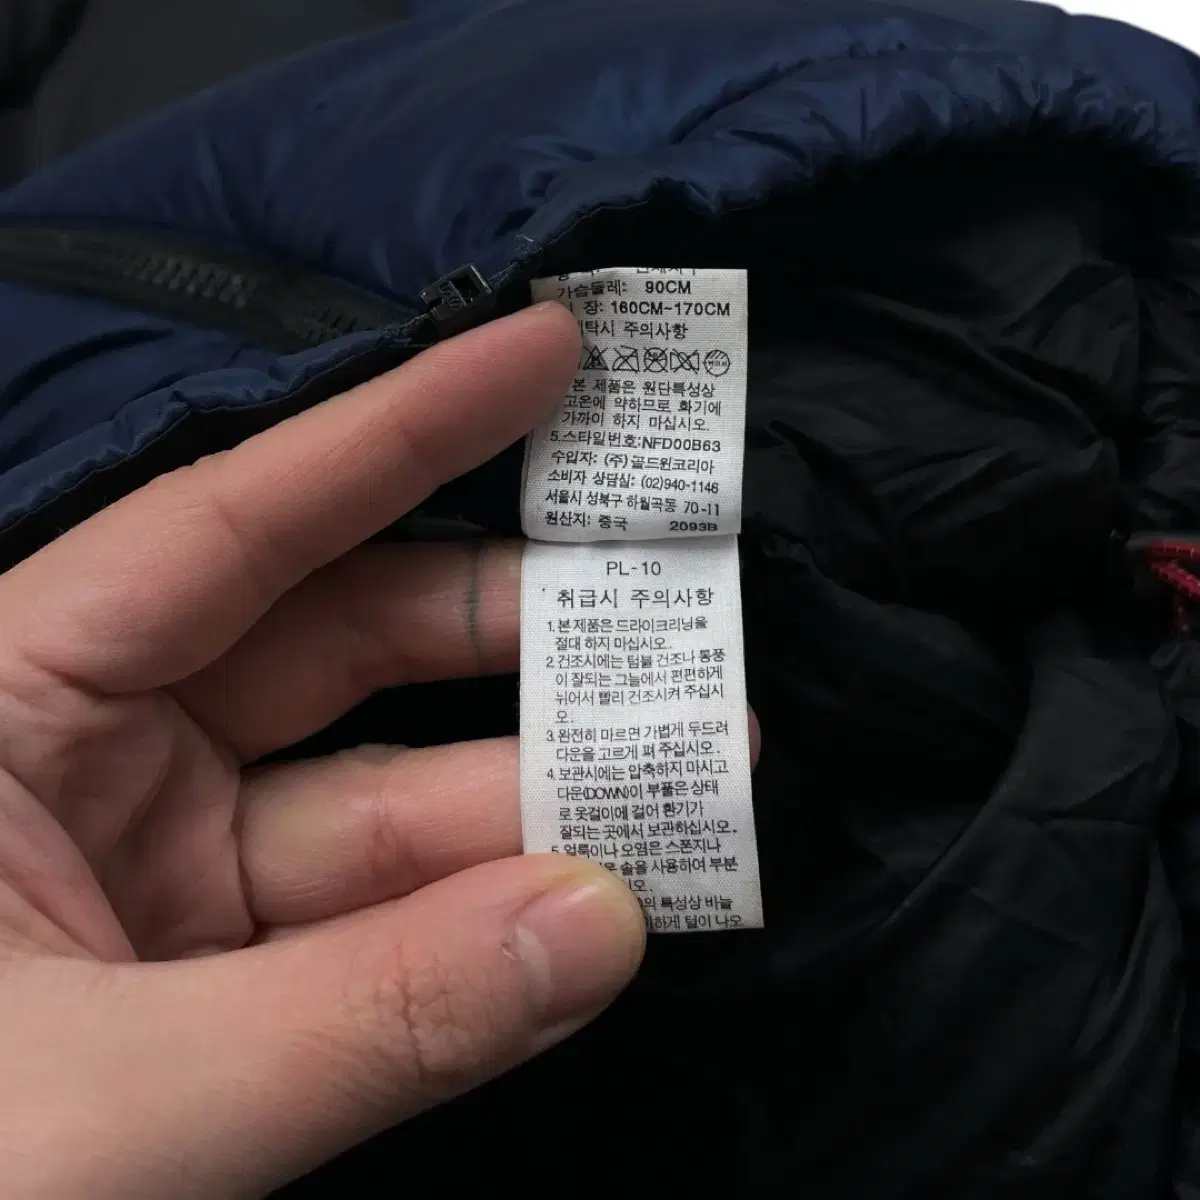 가슴둘레: 90CM
장: 160CM~170CM
주의사항
본 제품은 원단특성상
고온에 약하므로 화기에
가까이 하지 마십시오.
5.스타일번호:NFD00B63
수입자: (주)골드윈코리아
소비자 상담실: (02)940-1146
서울시 성북구 하월곡동 70-11
원산지: 중국 2093B
PL-10
취급시 주의사항
1.본 제품은 드라이크리닝을
절대 하지 마십시오.
2.건조시에는 텀블 건조나 통풍
이 잘되는 그늘에서 편편하게
뉘어서 빨리 건조시켜 주십시
오.
3.완전히 마르면 가볍게 두드려
다운을 고르게 펴 주십시오.
4.보관시에는 압축하지 마시고
다운(DOWN)이 부풀은 상태
로 옷걸이에 걸어 환기가
잘되는 곳에서 보관하십시오.
5.얼룩이나 오염은 스폰지나
솔을 사용하여 부분
오.
특성상 바늘
털이 나오